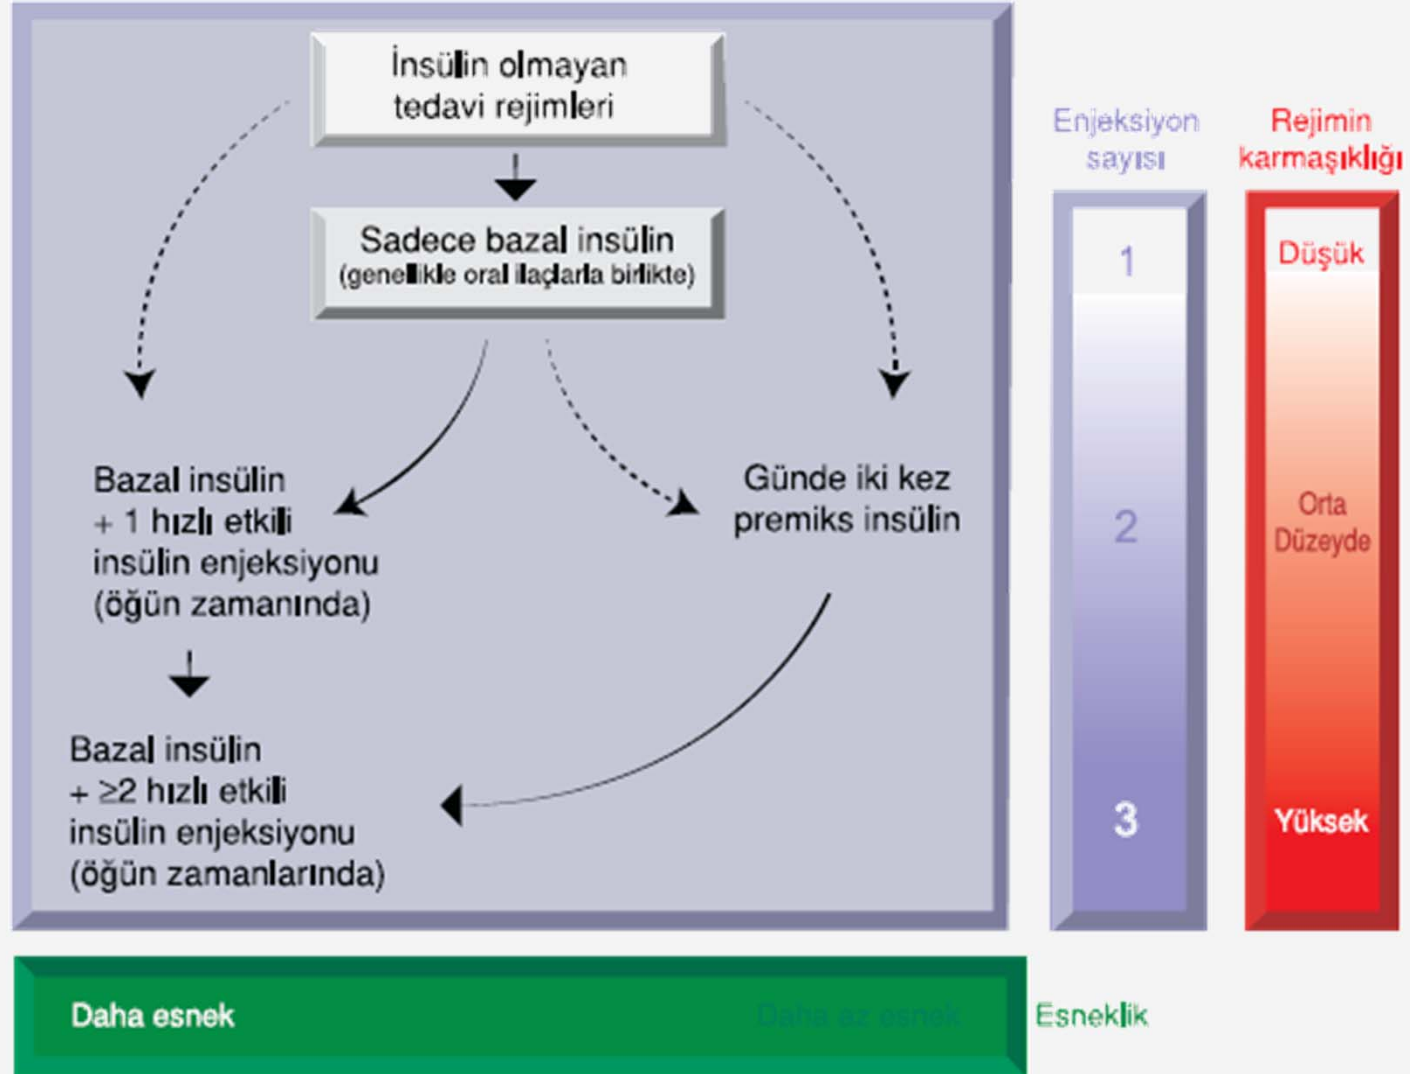 İnsülin olmayan
tedavi rejimleri
Sadece bazal insülin
(genellikle oral ilaçlarla birlikte)
Bazal insülin
+ 1 hızlı etkili
insülin enjeksiyonu
(öğün zamanında)
Günde iki kez
premiks insülin
Bazal insülin
+ ≥2 hızlı etkili
insülin enjeksiyonu
(öğün zamanlarında)
Enjeksiyon
sayısı
1
2
3
Rejimin
karmaşıklığı
Düşük
Orta
Düzeyde
Yüksek
Daha esnek
Daha az esnek
Esneklik